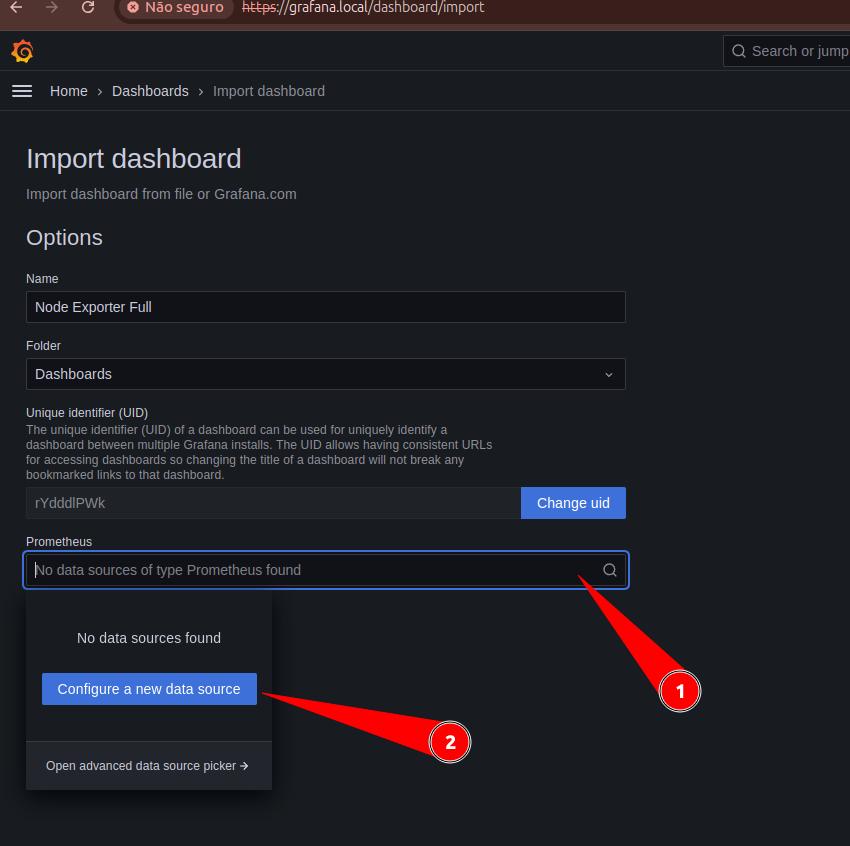 Não seguro https://grafana.local/dashboard/import
Search or jump
Home › Dashboards › Import dashboard
Import dashboard
Import dashboard from file or Grafana.com
Options
Name
Node Exporter Full
Folder
Dashboards
Unique identifier (UID)
The unique identifier (UID) of a dashboard can be used for uniquely identify a
dashboard between multiple Grafana installs. The UID allows having consistent URLs
for accessing dashboards so changing the title of a dashboard will not break any
bookmarked links to that dashboard.
rYdddlPWk Change uid
Prometheus
No data sources of type Prometheus found
No data sources found
Configure a new data source
1
2
Open advanced data source picker →